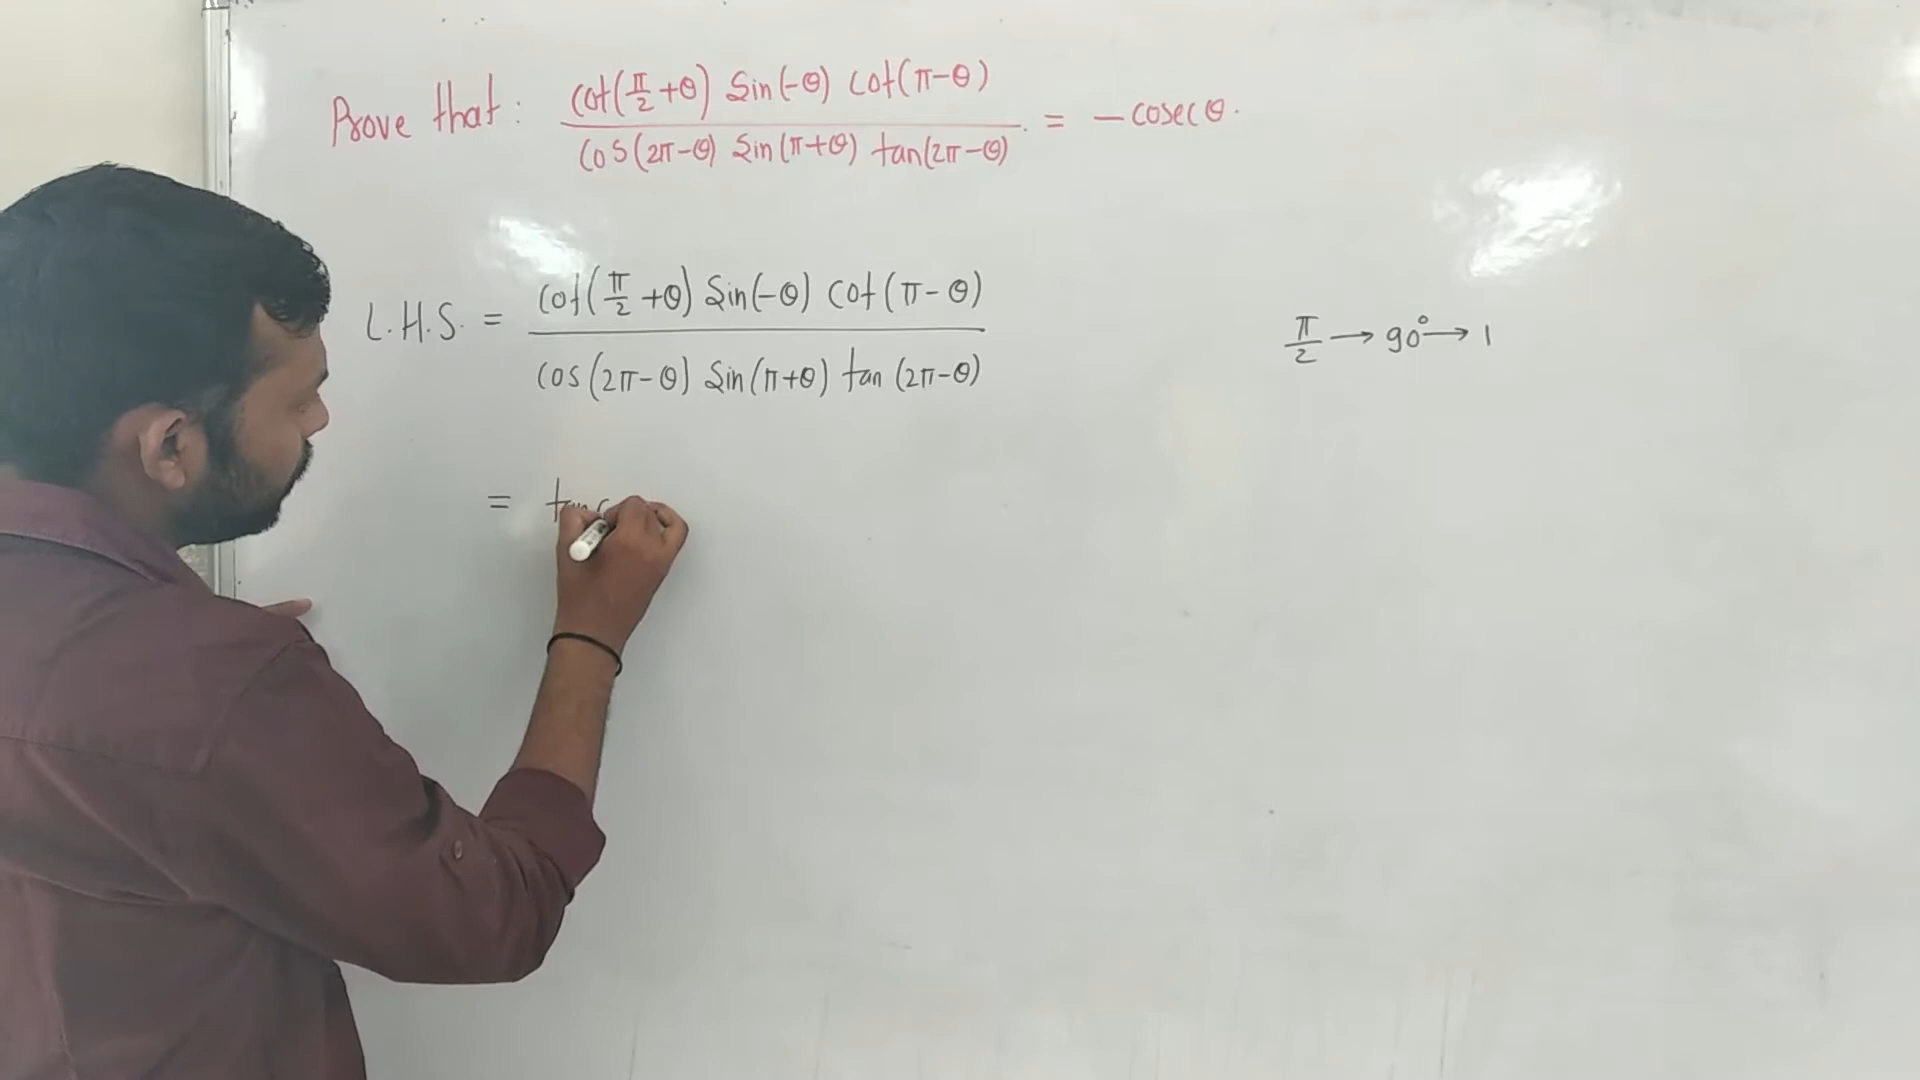 Prove that : cot(π/2 +θ) Sin(-θ) cot(π-θ) / cos(2π-θ) Sin(π+θ) tan(2π-θ) = - cosec θ.
L.H.S. = cot(π/2 +θ) Sin(-θ) cot(π-θ) / cos(2π-θ) Sin(π+θ) tan(2π-θ)
π/2 → 90° → 1
= tan